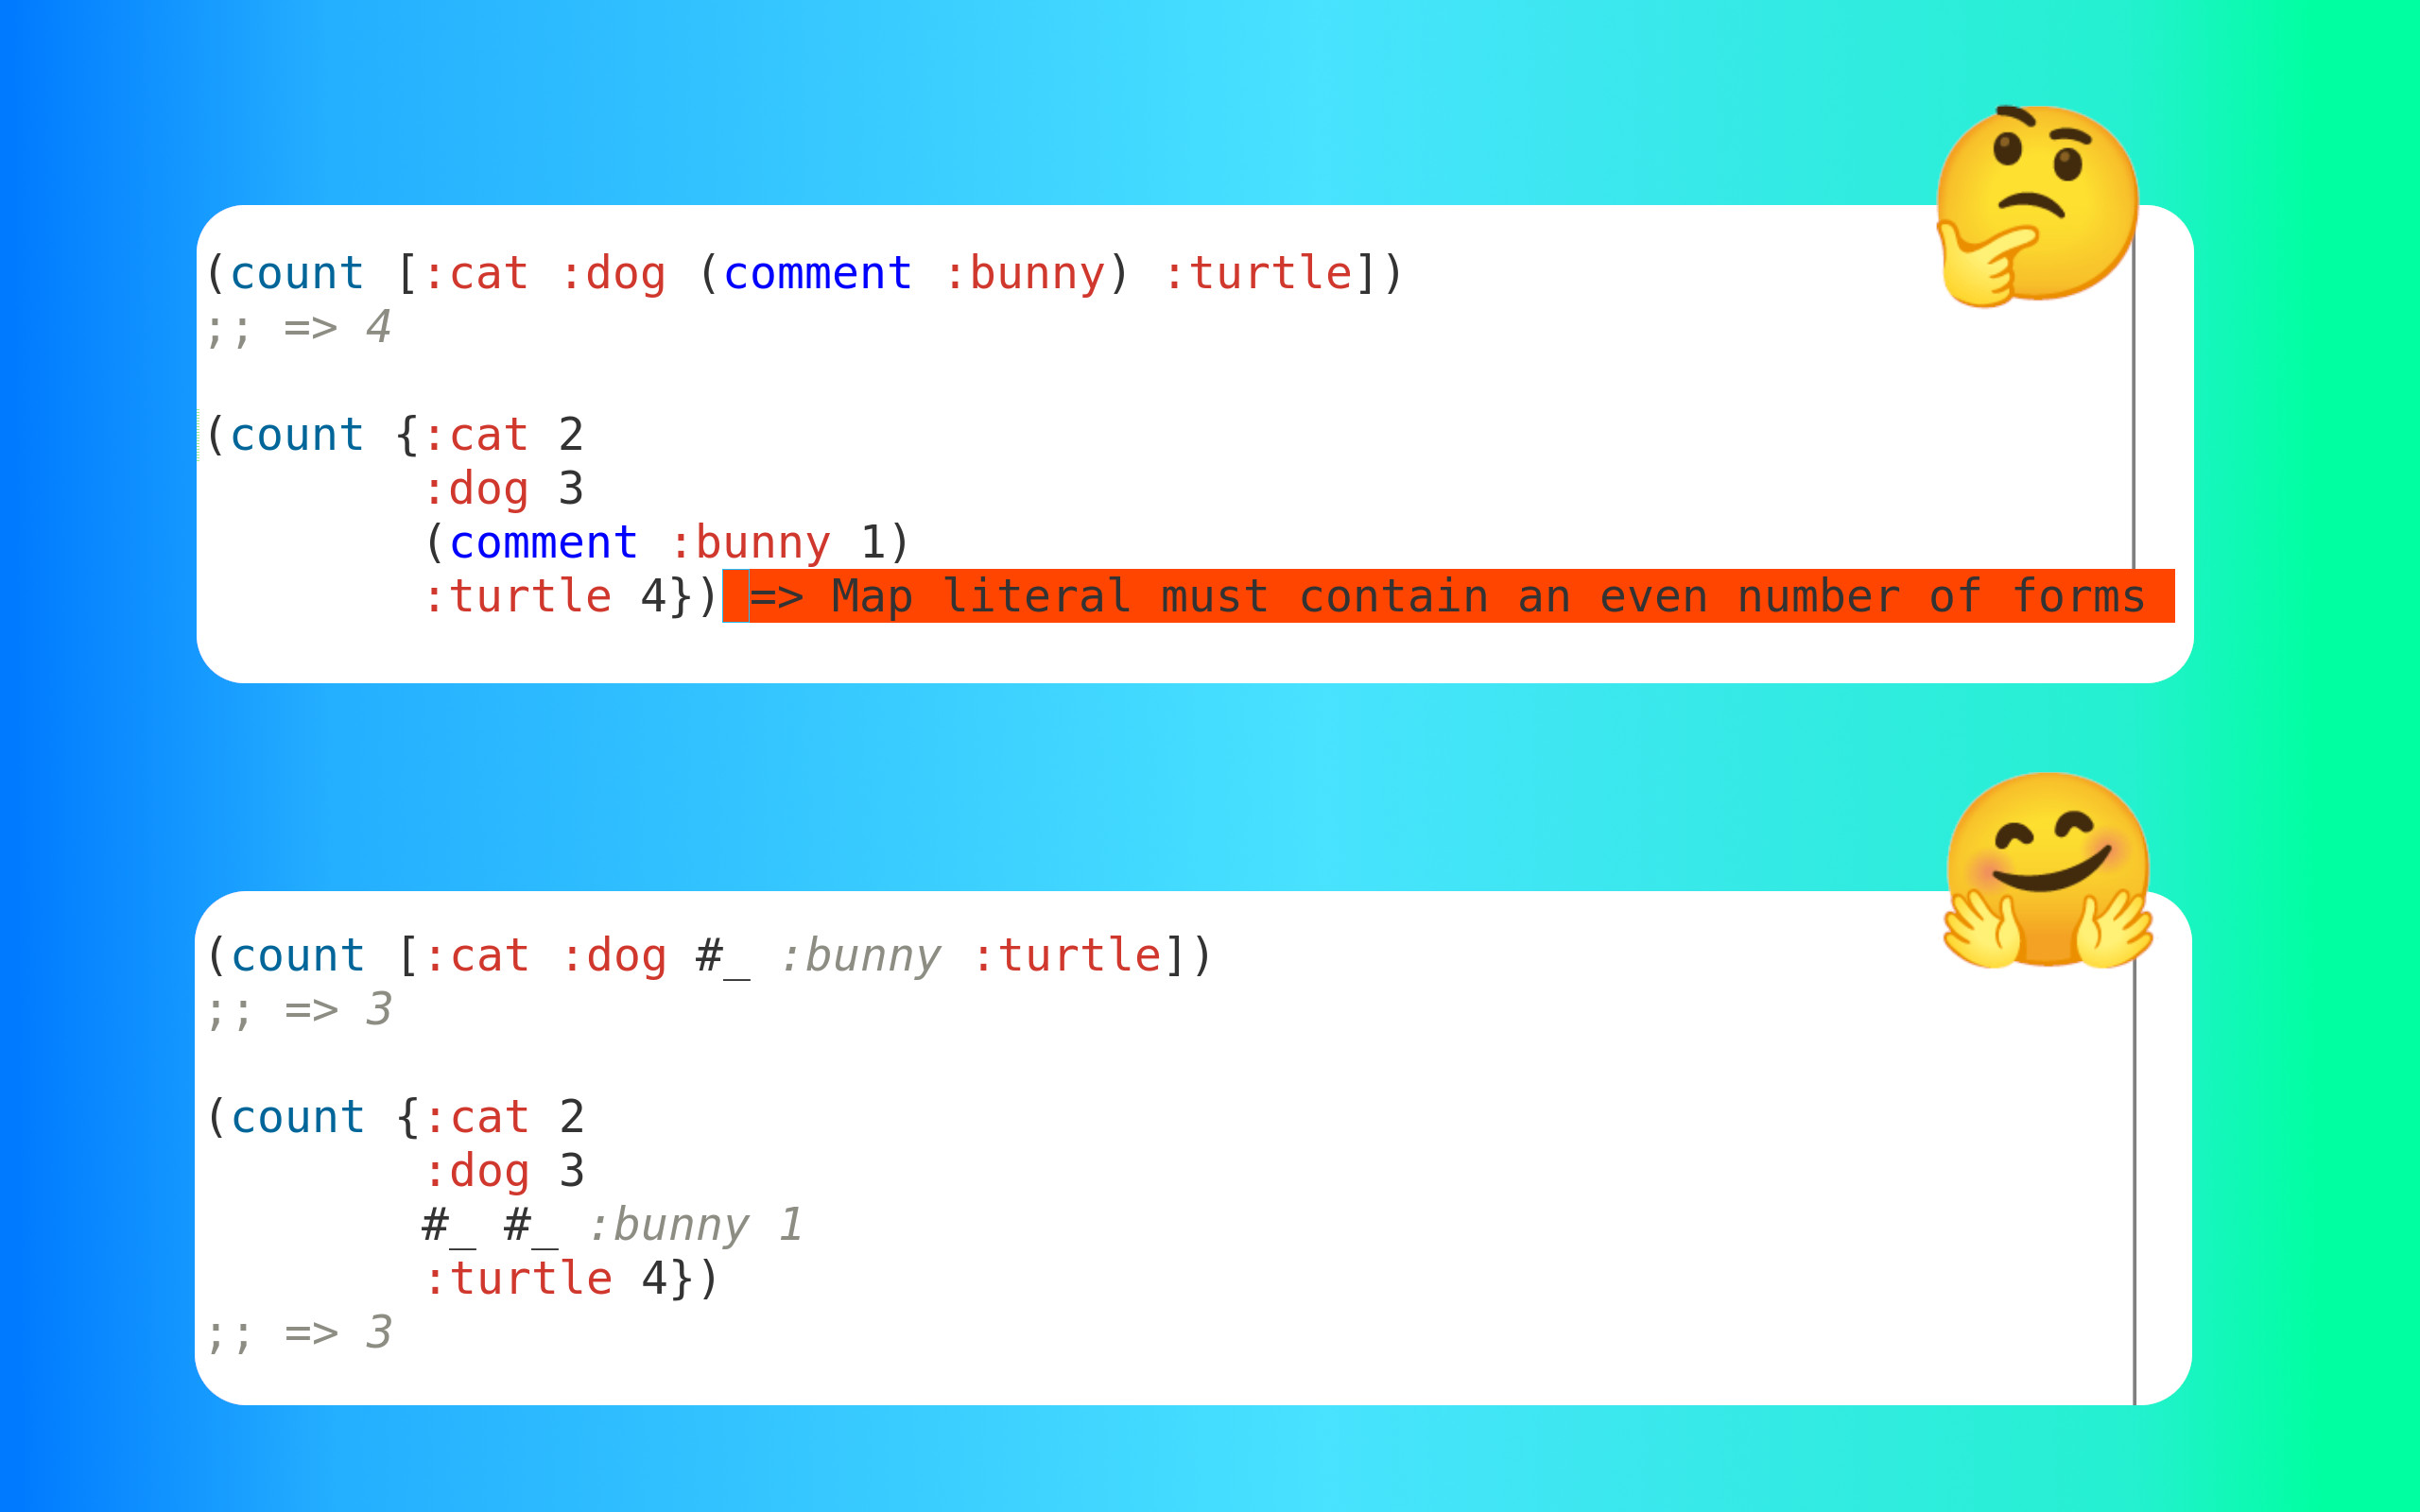 (count [:cat :dog (comment :bunny) :turtle])
;; => 4
(count {:cat 2
:dog 3
(comment :bunny 1)
:turtle 4}) => Map literal must contain an even number of forms
(count [:cat :dog #_ :bunny :turtle])
;; => 3
(count {:cat 2
:dog 3
#_ #_ :bunny 1
:turtle 4})
;; => 3